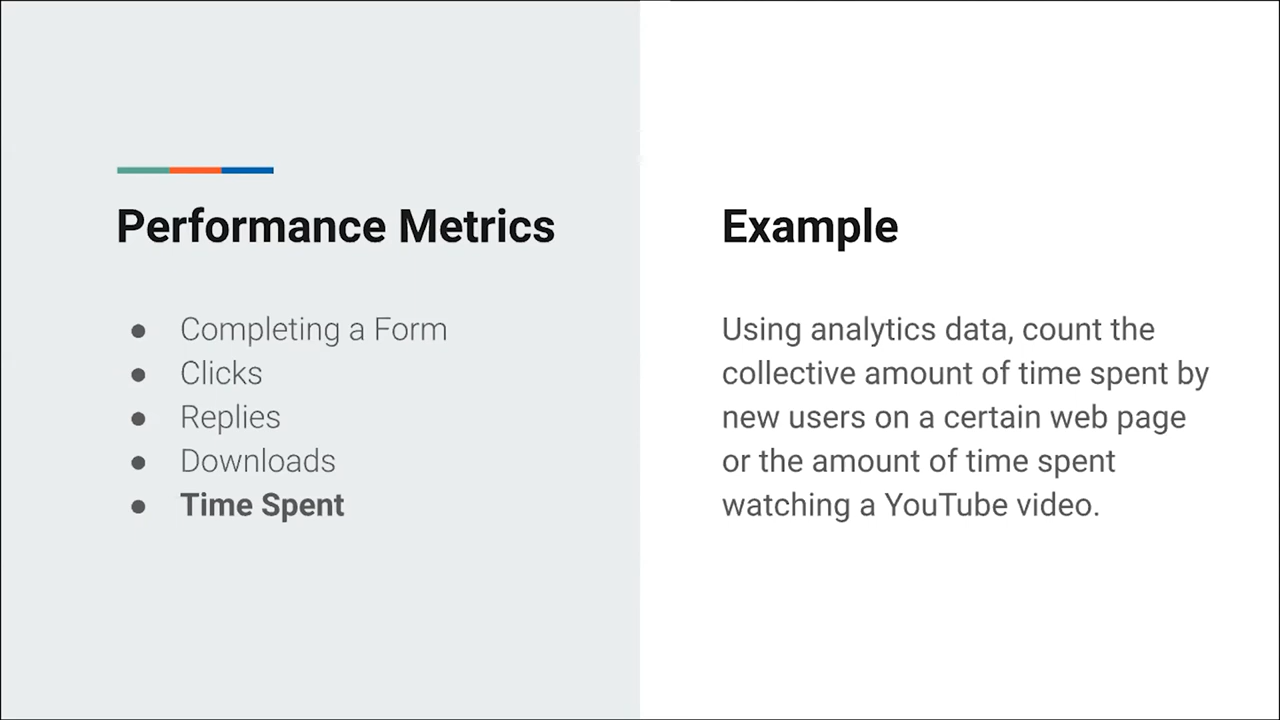 Performance Metrics
● Completing a Form
● Clicks
● Replies
● Downloads
● Time Spent
Example
Using analytics data, count the
collective amount of time spent by
new users on a certain web page
or the amount of time spent
watching a YouTube video.